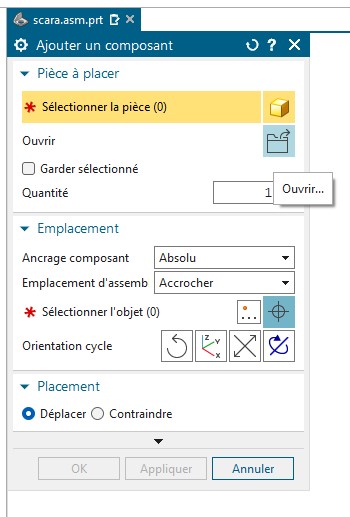 scara.asm.prt
Ajouter un composant
Pièce à placer
* Sélectionner la pièce (0)
Ouvrir
Garder sélectionné
Quantité 1
Ouvrir...
Emplacement
Ancrage composant Absolu
Emplacement d'assemb Accrocher
* Sélectionner l'objet (0)
Orientation cycle
Placement
Déplacer Contraindre
OK Appliquer Annuler